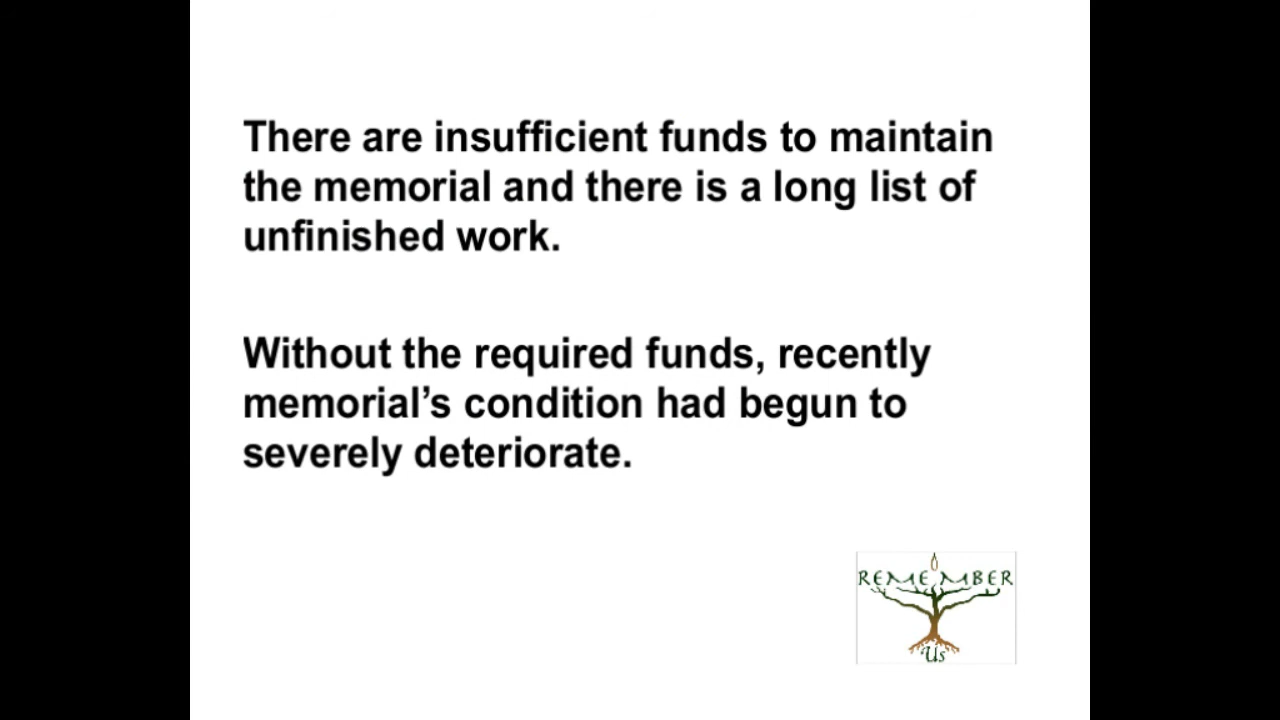 There are insufficient funds to maintain
the memorial and there is a long list of
unfinished work.
Without the required funds, recently
memorial’s condition had begun to
severely deteriorate.
REMEMBER
Us